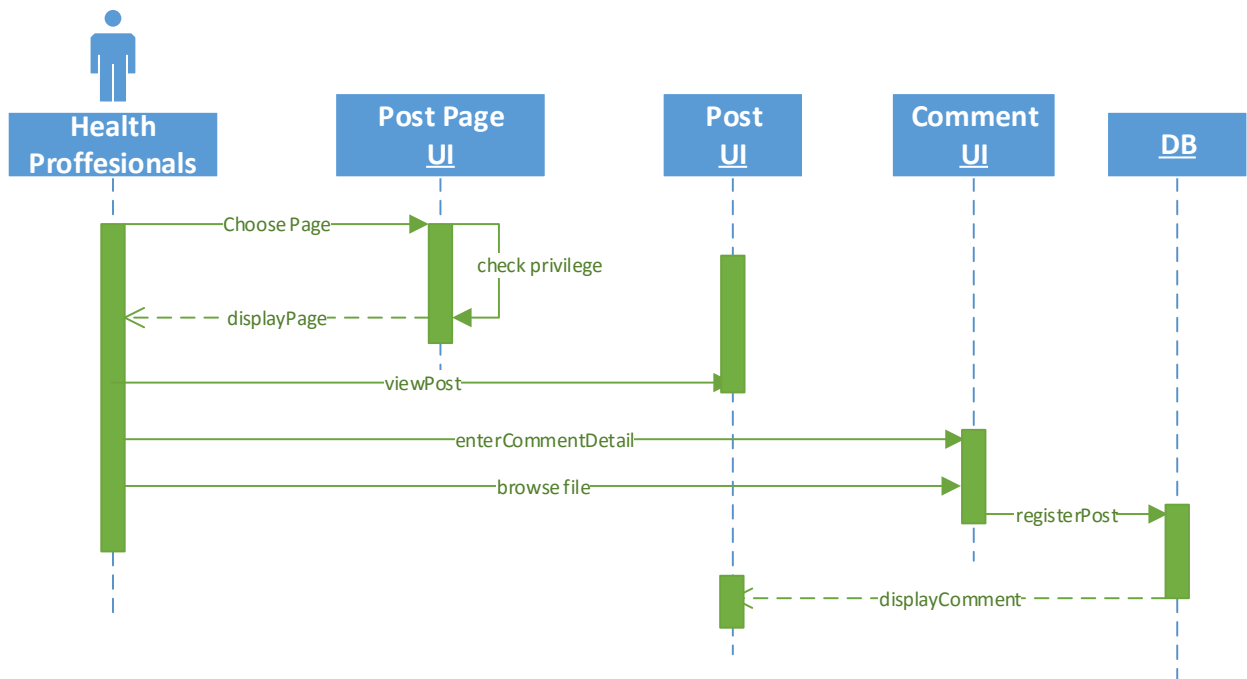 Health
Proffesionals
Post Page
UI
Post
UI
Comment
UI
DB
Choose Page
check privilege
displayPage
viewPost
enterCommentDetail
browse file
registerPost
displayComment